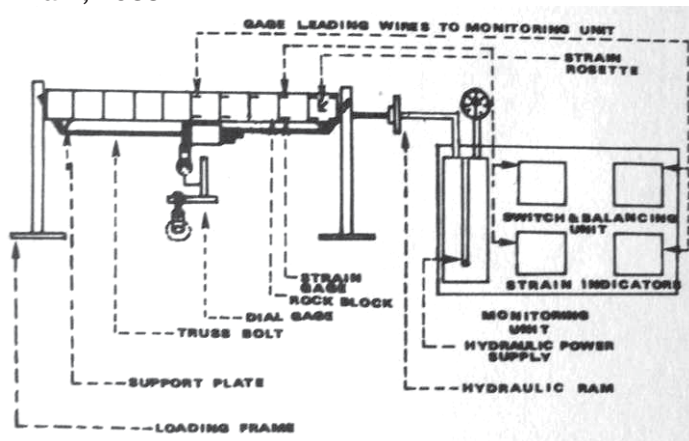 GAGE LEADING WIRES TO MONITORING UNIT
STRAIN
ROSETTE
SWITCH & BALANCING
UNIT
STRAIN INDICATORS
STRAIN
GAGE
ROCK BLOCK
DIAL GAGE
TRUSS BOLT
MONITORING
UNIT
HYDRAULIC POWER
SUPPLY
SUPPORT PLATE
HYDRAULIC RAM
LOADING FRAME